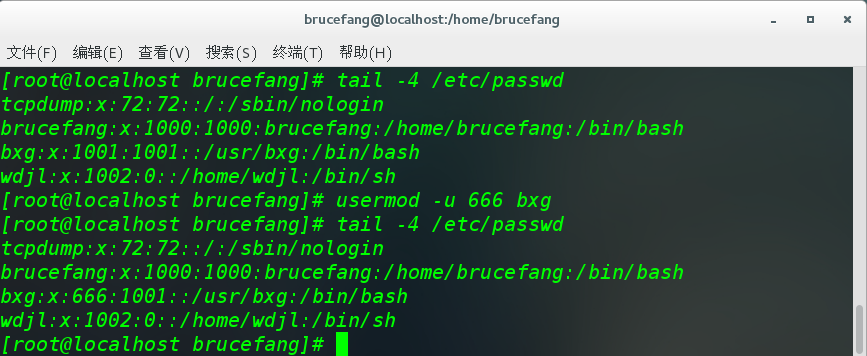 brucefang@localhost:/home/brucefang
文件(F) 编辑(E) 查看(V) 搜索(S) 终端(T) 帮助(H)
[root@localhost brucefang]# tail -4 /etc/passwd
tcpdump:x:72:72::/:/sbin/nologin
brucefang:x:1000:1000:brucefang:/home/brucefang:/bin/bash
bxg:x:1001:1001::/usr/bxg:/bin/bash
wdjl:x:1002:0::/home/wdjl:/bin/sh
[root@localhost brucefang]# usermod -u 666 bxg
[root@localhost brucefang]# tail -4 /etc/passwd
tcpdump:x:72:72::/:/sbin/nologin
brucefang:x:1000:1000:brucefang:/home/brucefang:/bin/bash
bxg:x:666:1001::/usr/bxg:/bin/bash
wdjl:x:1002:0::/home/wdjl:/bin/sh
[root@localhost brucefang]#